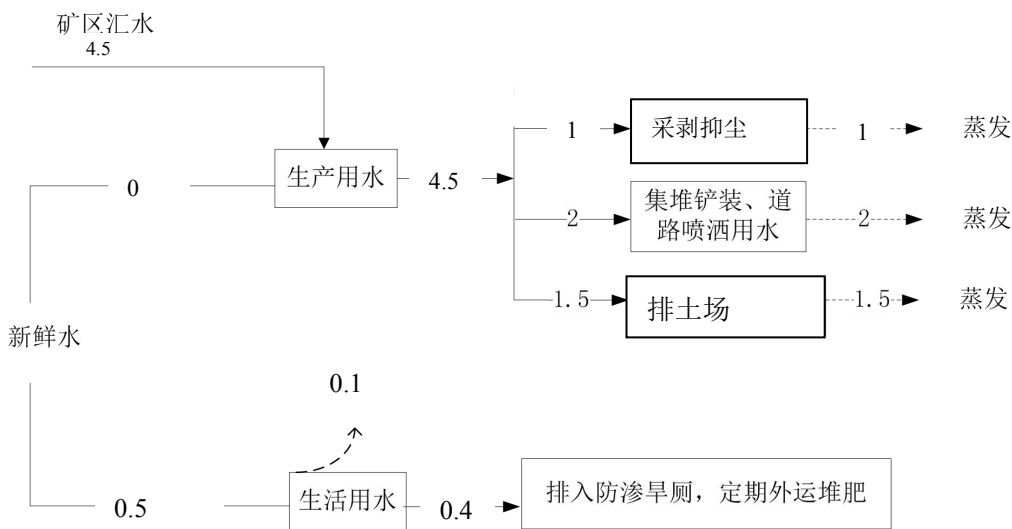 矿区汇水
4.5
1
采剥抑尘
1
蒸发
0
生产用水
4.5
2
集堆铲装、道
路喷洒用水
2
蒸发
1.5
排土场
1.5
蒸发
新鲜水
0.1
0.5
生活用水
0.4
排入防渗旱厕，定期外运堆肥